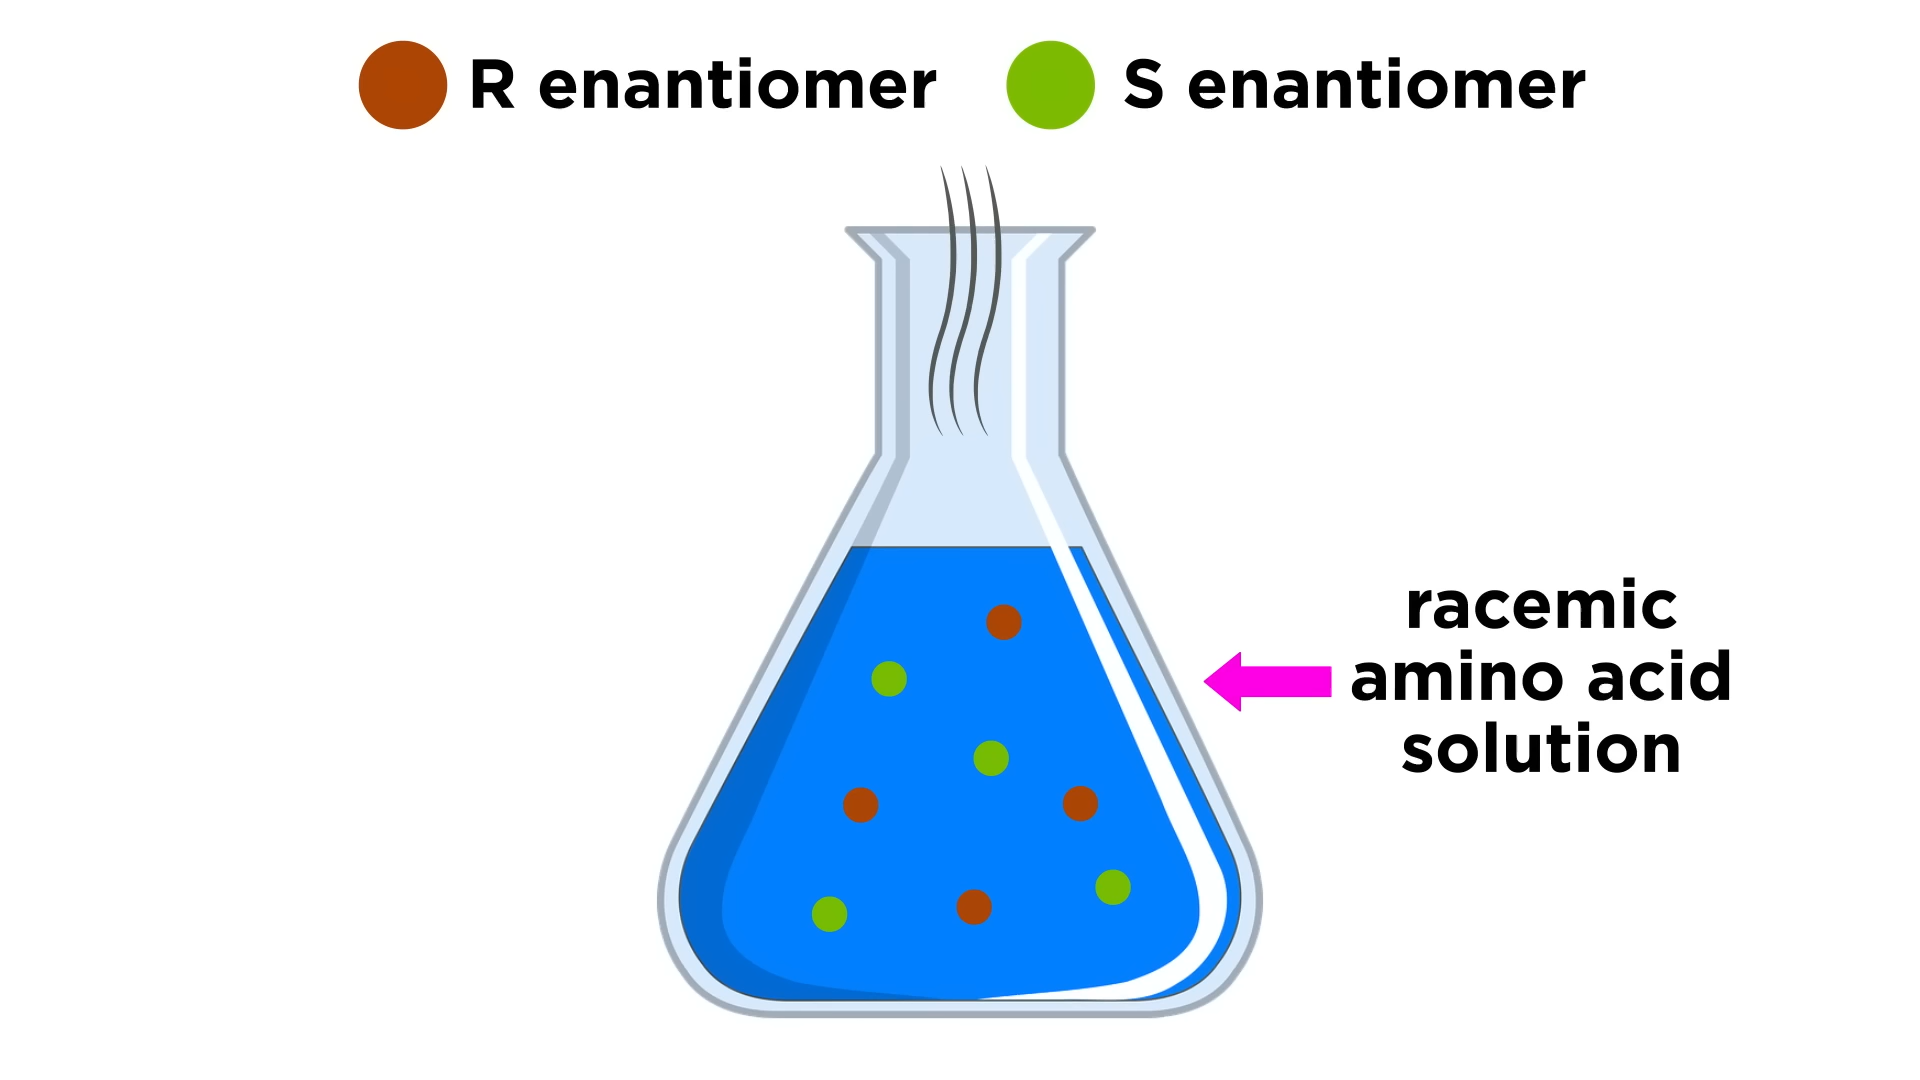 R enantiomer S enantiomer
racemic
amino acid
solution